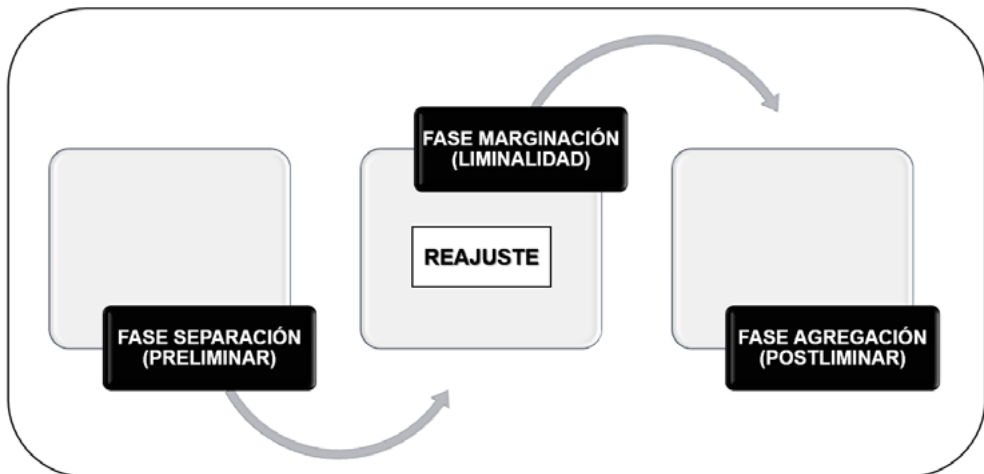 FASE SEPARACIÓN
(PRELIMINAR)
FASE MARGINACIÓN
(LIMINALIDAD)
REAJUSTE
FASE AGREGACIÓN
(POSTLIMINAR)